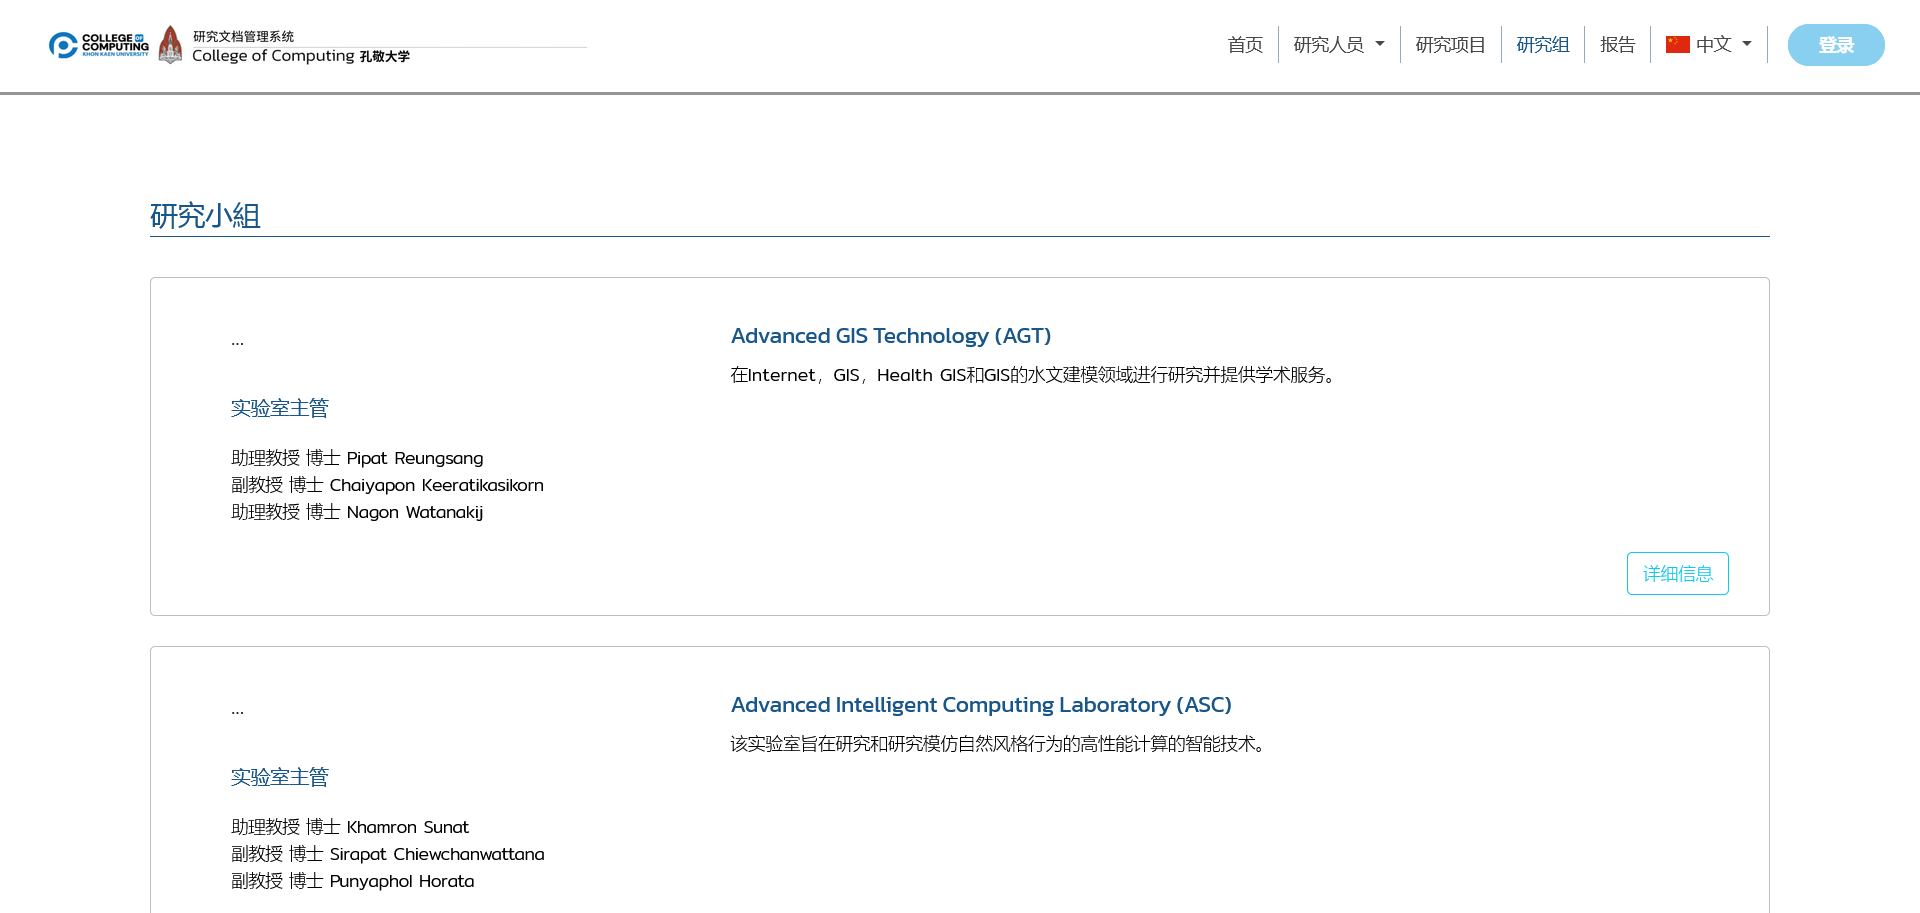 COLLEGE OF
COMPUTING
KHON KAEN UNIVERSITY
研究文档管理系统
College of Computing 孔敬大学
首页
研究人员
研究项目
研究组
报告
中文
登录
研究小組
...
Advanced GIS Technology (AGT)
在Internet，GIS，Health GIS和GIS的水文建模领域进行研究并提供学术服务。
实验室主管
助理教授 博士 Pipat Reungsang
副教授 博士 Chaiyapon Keeratikasikorn
助理教授 博士 Nagon Watanakij
详细信息
...
Advanced Intelligent Computing Laboratory (ASC)
该实验室旨在研究和研究模仿自然风格行为的高性能计算的智能技术。
实验室主管
助理教授 博士 Khamron Sunat
副教授 博士 Sirapat Chiewchanwattana
副教授 博士 Punyaphol Horata